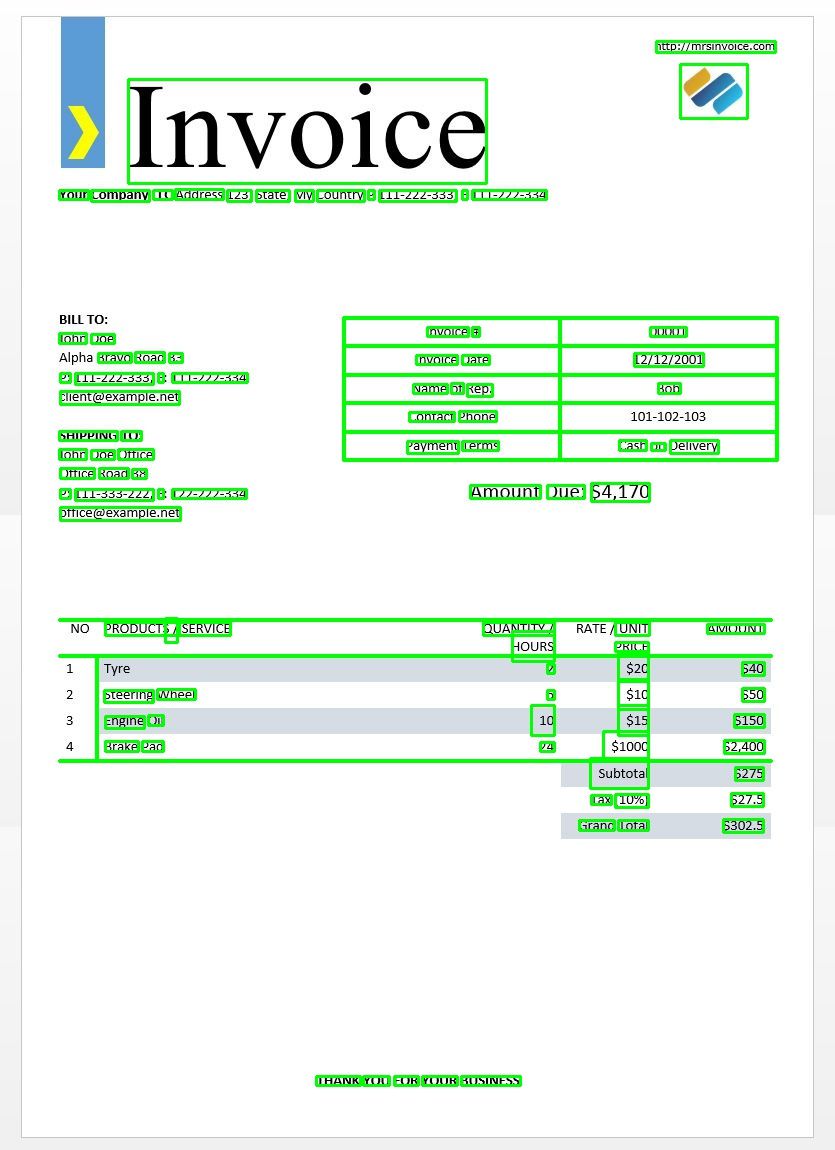 http://mrsinvoice.com
Invoice
Your Company LLC Address 123, State, My Country P 111-222-333, F 111-222-334
BILL TO:
John Doe
Alpha Bravo Road 33
P: 111-222-333, F: 111-222-334
client@example.net
SHIPPING TO:
John Doe Office
Office Road 38
P: 111-333-222, F: 122-222-334
office@example.net
Invoice # 00001
Invoice Date 12/12/2001
Name of Rep. Bob
Contact Phone 101-102-103
Payment Terms Cash on Delivery
Amount Due: $4,170
NO PRODUCTS / SERVICE QUANTITY / HOURS RATE / UNIT PRICE AMOUNT
1 Tyre 2 $20 $40
2 Steering Wheel 5 $10 $50
3 Engine Oil 10 $15 $150
4 Brake Pad 24 $1000 $2,400
Subtotal $275
Tax (10%) $27.5
Grand Total $302.5
THANK YOU FOR YOUR BUSINESS